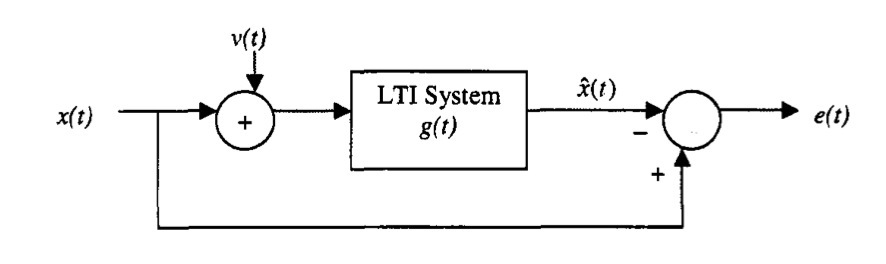 v(t)
x(t)
+
LTI System
g(t)
x̂(t)
−
+
e(t)